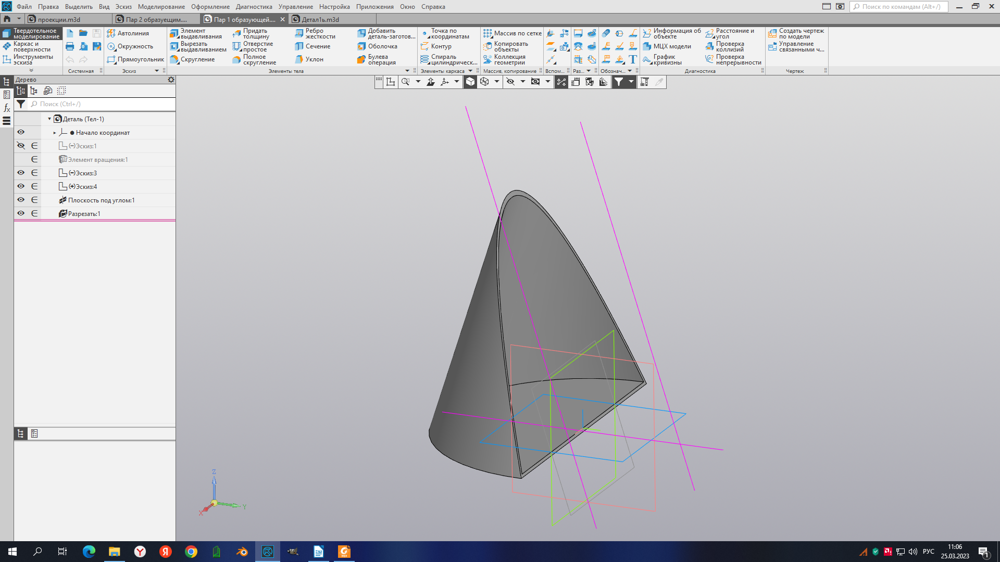 Файл Правка Выделить Вид Эскиз Моделирование Оформление Диагностика Управление Настройка Приложения Окно Справка Поиск по командам (Alt+/)
проекции.m3d Пар 2 образуещим.... Пар 1 образующей.... Детал1ь.m3d
Твердотельное моделирование
Каркас и поверхности
Инструменты эскиза
Системная
Автолиния
Окружность
Прямоугольник
Эскиз
Элемент выдавливания
Вырезать выдавливанием
Скругление
Придать толщину
Отверстие простое
Полное скругление
Ребро жесткости
Сечение
Уклон
Добавить деталь-заготов...
Оболочка
Булева операция
Элементы тела
Точка по координатам
Контур
Спираль цилиндрическ...
Элементы каркаса
Массив по сетке
Копировать объекты
Коллекция геометрии
Массив, копирование
Вспом...
Раз...
Обознач...
Информация об объекте
МЦХ модели
График кривизны
Расстояние и угол
Проверка коллизий
Проверка непрерывности
Диагностика
Создать чертеж по модели
Управление связанными ч...
Чертеж
Дерево
Поиск (Ctrl+/)
Деталь (Тел-1)
Начало координат
(−)Эскиз:1
Элемент вращения:1
(−)Эскиз:3
(+)Эскиз:4
Плоскость под углом:1
Разрезать:1
Z
Y
X
РУС
11:06
25.03.2023
1